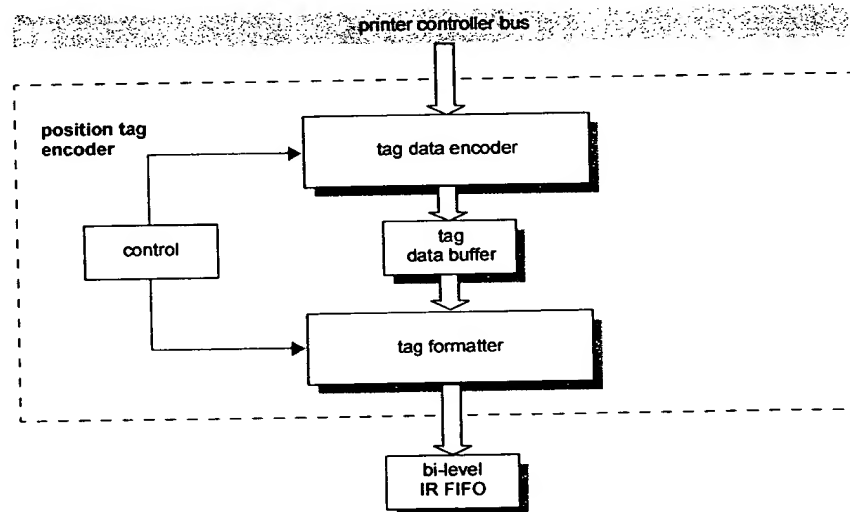 printer controller bus
position tag
encoder
tag data encoder
control
tag
data buffer
tag formatter
bi-level
IR FIFO